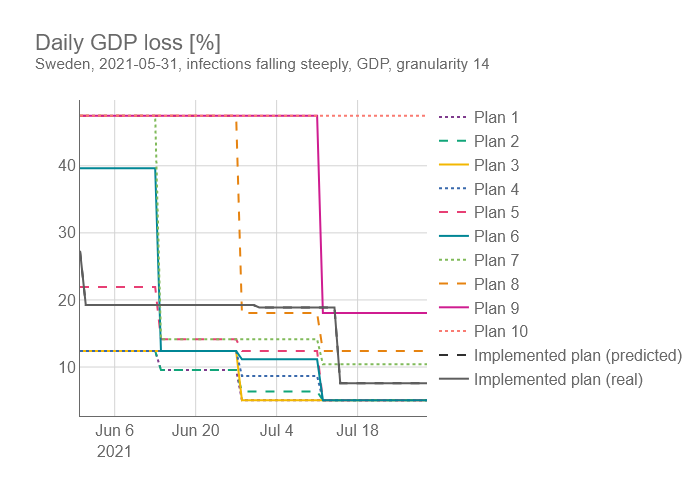 Daily GDP loss [%]
Sweden, 2021-05-31, infections falling steeply, GDP, granularity 14
40
30
20
10
Jun 6
2021
Jun 20
Jul 4
Jul 18
Plan 1
Plan 2
Plan 3
Plan 4
Plan 5
Plan 6
Plan 7
Plan 8
Plan 9
Plan 10
Implemented plan (predicted)
Implemented plan (real)